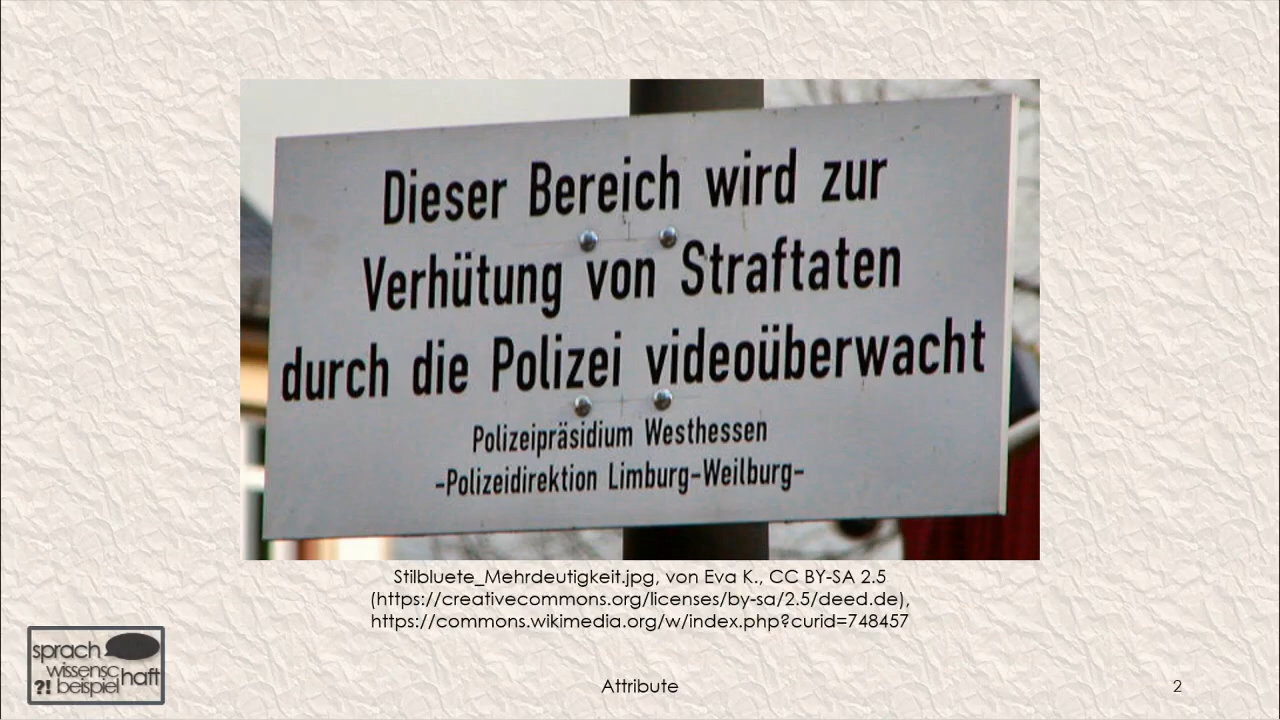 Dieser Bereich wird zur
Verhütung von Straftaten
durch die Polizei videoüberwacht
Polizeipräsidium Westhessen
-Polizeidirektion Limburg-Weilburg-
Stilbluete_Mehrdeutigkeit.jpg, von Eva K., CC BY-SA 2.5
(https://creativecommons.org/licenses/by-sa/2.5/deed.de),
https://commons.wikimedia.org/w/index.php?curid=748457
sprach
wissensc
haft
?! beispiel
Attribute
2